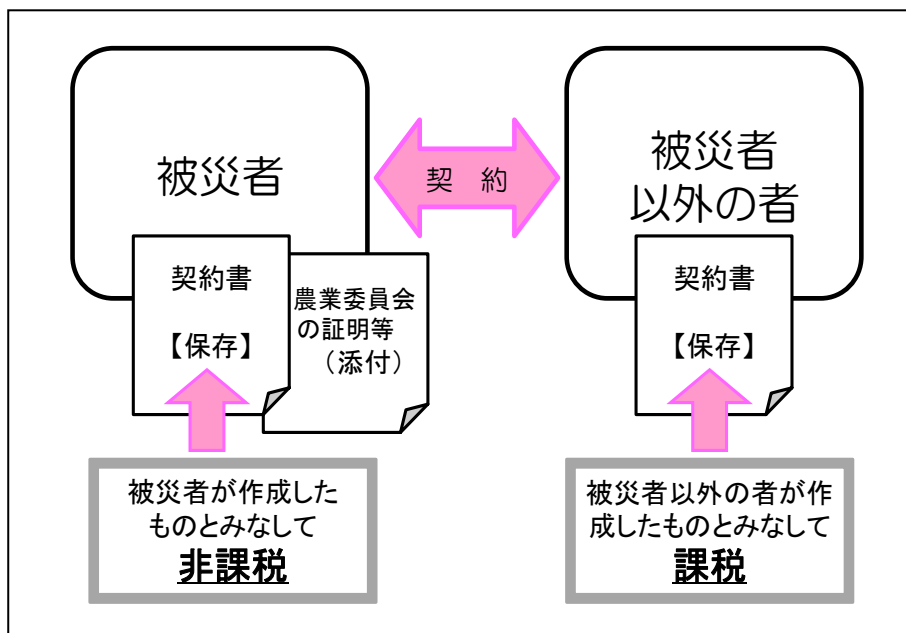 被災者
契約
被災者
以外の者
契約書
【保存】
農業委員会
の証明等
（添付）
契約書
【保存】
被災者が作成した
ものとみなして
非課税
被災者以外の者が作
成したものとみなして
課税